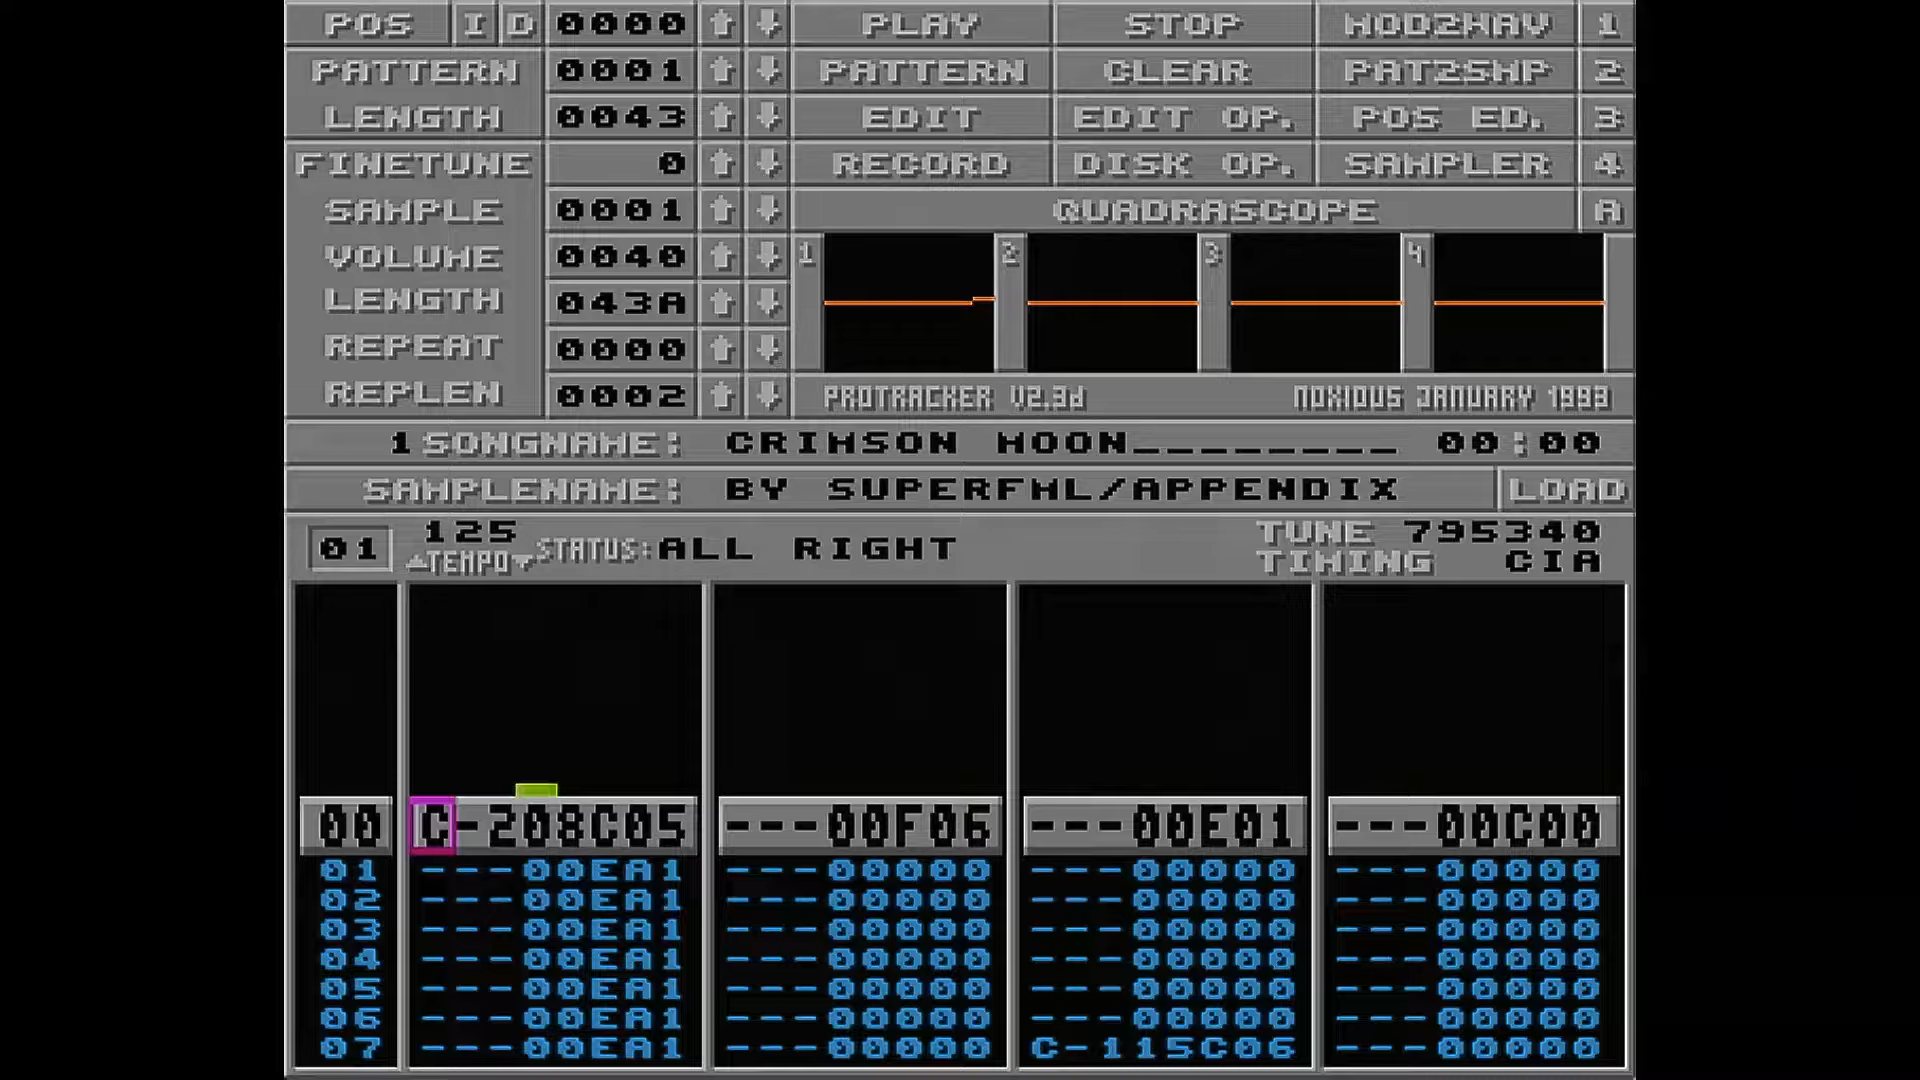 POS I D 0000 PLAY STOP MOD2WAV 1
PATTERN 0001 PATTERN CLEAR PAT2SMP 2
LENGTH 0043 EDIT EDIT OP. POS ED. 3
FINETUNE 0 RECORD DISK OP. SAMPLER 4
SAMPLE 0001 QUADRASCOPE A
VOLUME 0040 1 2 3 4
LENGTH 043A
REPEAT 0000
REPLEN 0002 PROTRACKER V2.3d NOXIOUS JANUARY 1993
1 SONGNAME: CRIMSON MOON________ 00:00
SAMPLENAME: BY SUPERFML/APPENDIX LOAD
01 125 TEMPO STATUS: ALL RIGHT TUNE 795340
TIMING CIA
00 C-208C05 ---00F06 ---00E01 ---00C00
01 ---00EA1 ---00000 ---00000 ---00000
02 ---00EA1 ---00000 ---00000 ---00000
03 ---00EA1 ---00000 ---00000 ---00000
04 ---00EA1 ---00000 ---00000 ---00000
05 ---00EA1 ---00000 ---00000 ---00000
06 ---00EA1 ---00000 ---00000 ---00000
07 ---00EA1 ---00000 C-115C06 ---00000